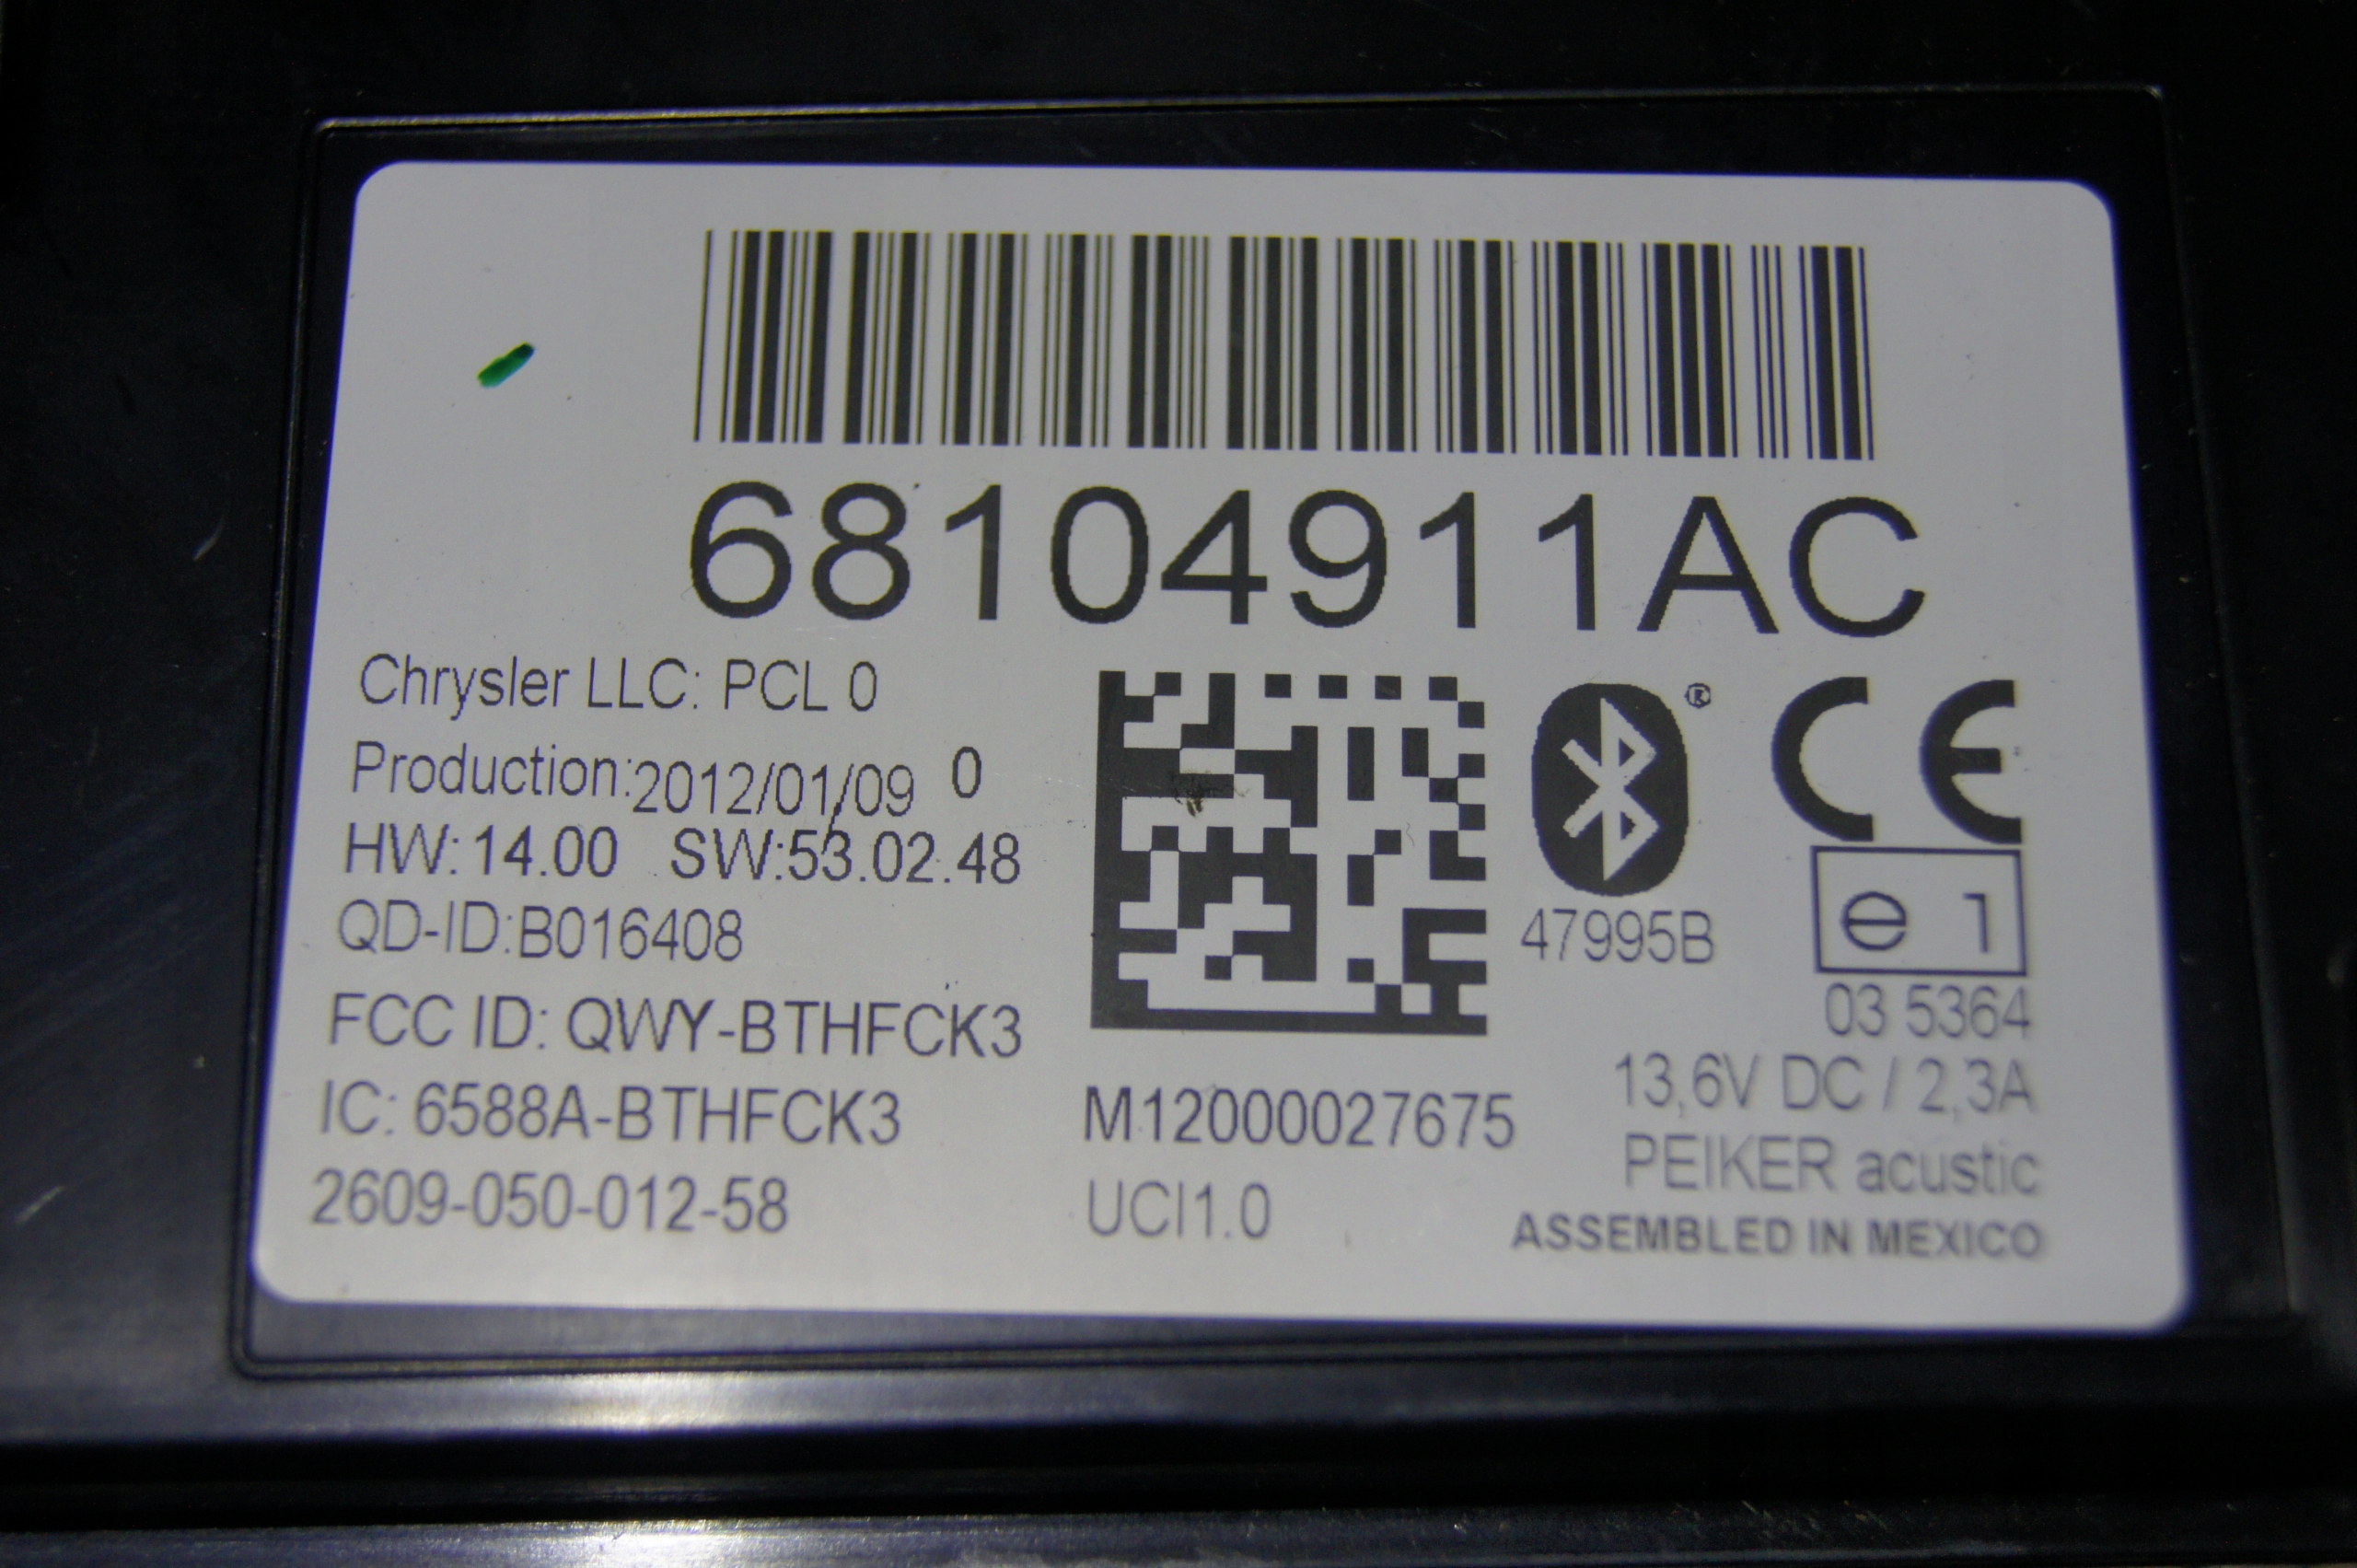 68104911AC
Chrysler LLC: PCL 0
Production:2012/01/09 0
HW:14.00 SW:53.02.48
QD-ID:B016408
FCC ID: QWY-BTHFCK3
IC: 6588A-BTHFCK3
2609-050-012-58
M12000027675
UCI1.0
®
47995B
CE
e 1
03 5364
13,6V DC / 2,3A
PEIKER acustic
ASSEMBLED IN MEXICO